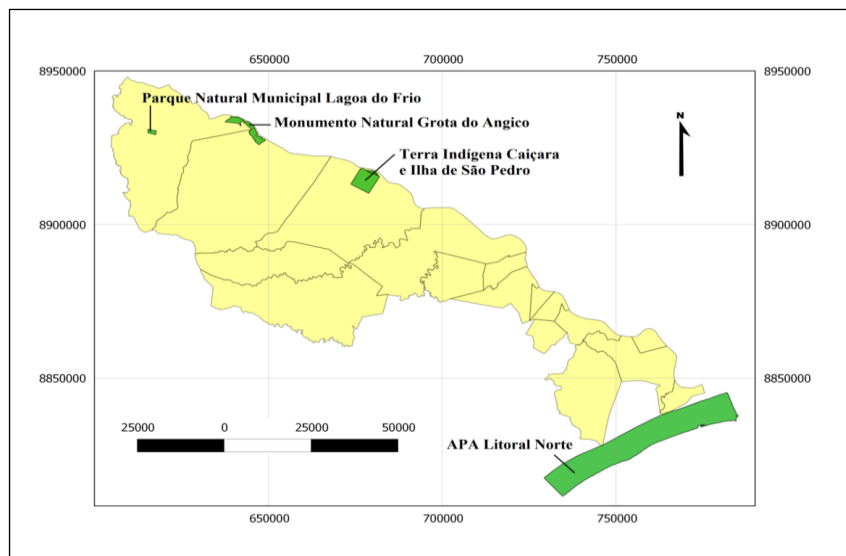 650000 700000 750000
8950000 8950000
Parque Natural Municipal Lagoa do Frio
Monumento Natural Grota do Angico
N
Terra Indígena Caiçara
e Ilha de São Pedro
8900000 8900000
8850000 8850000
25000 0 25000 50000
APA Litoral Norte
650000 700000 750000